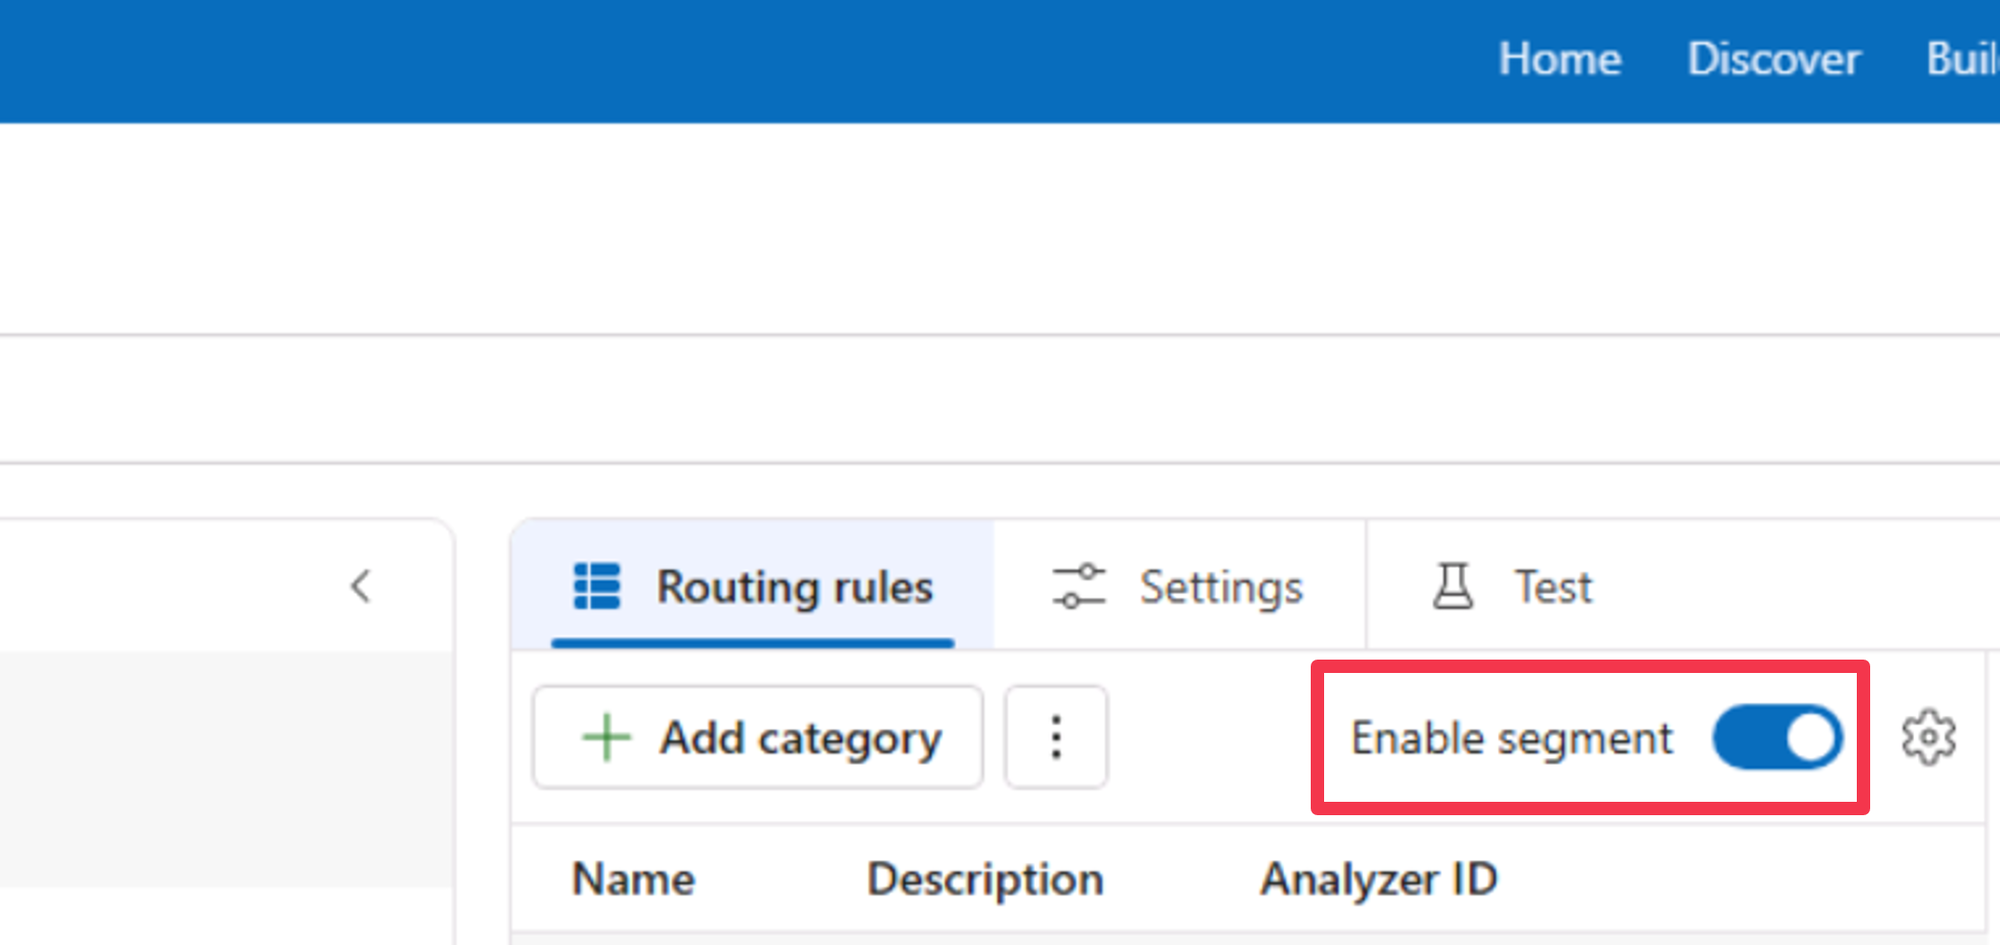 Home Discover
Routing rules Settings Test
Add category Enable segment
Name Description Analyzer ID